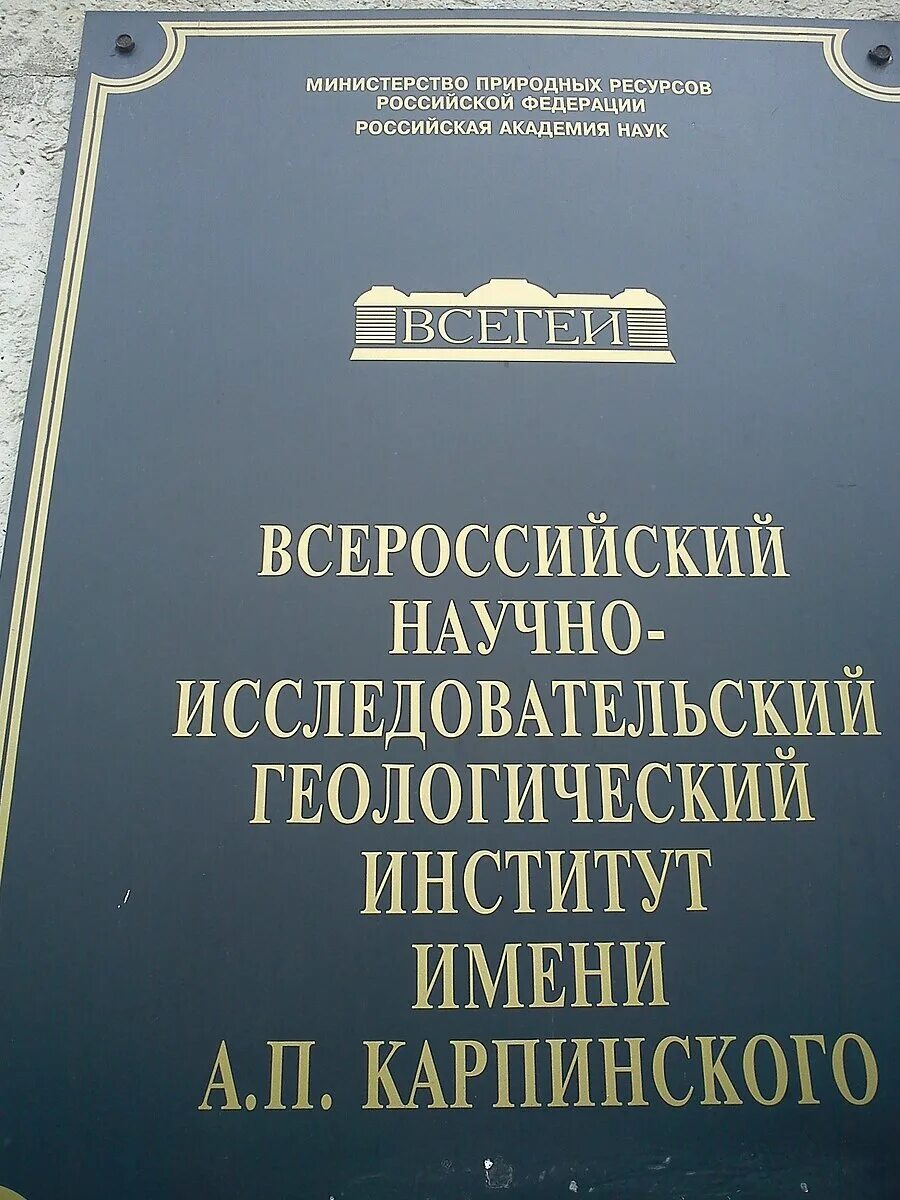 МИНИСТЕРСТВО ПРИРОДНЫХ РЕСУРСОВ
РОССИЙСКОЙ ФЕДЕРАЦИИ
РОССИЙСКАЯ АКАДЕМИЯ НАУК
ВСЕГЕИ
ВСЕРОССИЙСКИЙ
НАУЧНО-
ИССЛЕДОВАТЕЛЬСКИЙ
ГЕОЛОГИЧЕСКИЙ
ИНСТИТУТ
ИМЕНИ
А.П. КАРПИНСКОГО